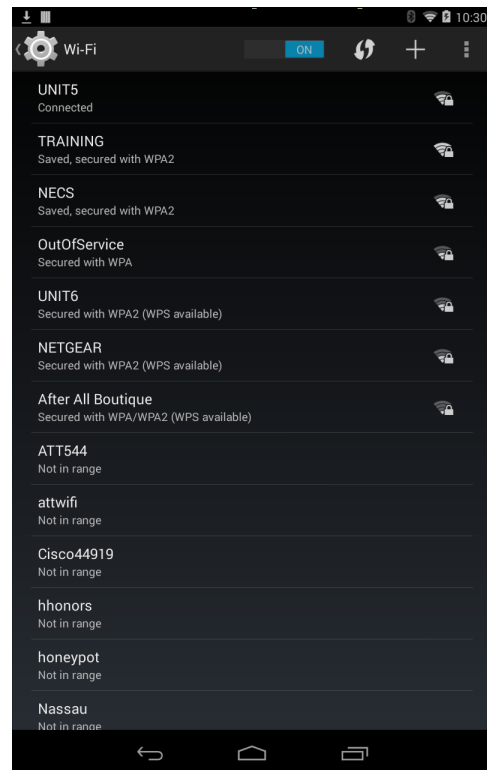 10:30
Wi-Fi
ON
UNIT5
Connected
TRAINING
Saved, secured with WPA2
NECS
Saved, secured with WPA2
OutOfService
Secured with WPA
UNIT6
Secured with WPA2 (WPS available)
NETGEAR
Secured with WPA2 (WPS available)
After All Boutique
Secured with WPA/WPA2 (WPS available)
ATT544
Not in range
attwifi
Not in range
Cisco44919
Not in range
hhonors
Not in range
honeypot
Not in range
Nassau
Not in range